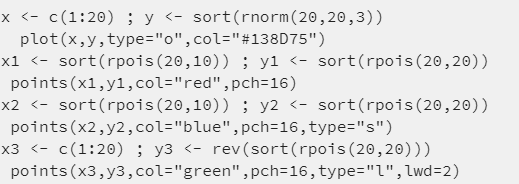 x <- c(1:20) ; y <- sort(rnorm(20,20,3))
  plot(x,y,type="o",col="#138D75")
x1 <- sort(rpois(20,10)) ; y1 <- sort(rpois(20,20))
 points(x1,y1,col="red",pch=16)
x2 <- sort(rpois(20,10)) ; y2 <- sort(rpois(20,20))
 points(x2,y2,col="blue",pch=16,type="s")
x3 <- c(1:20) ; y3 <- rev(sort(rpois(20,20)))
 points(x3,y3,col="green",pch=16,type="l",lwd=2)